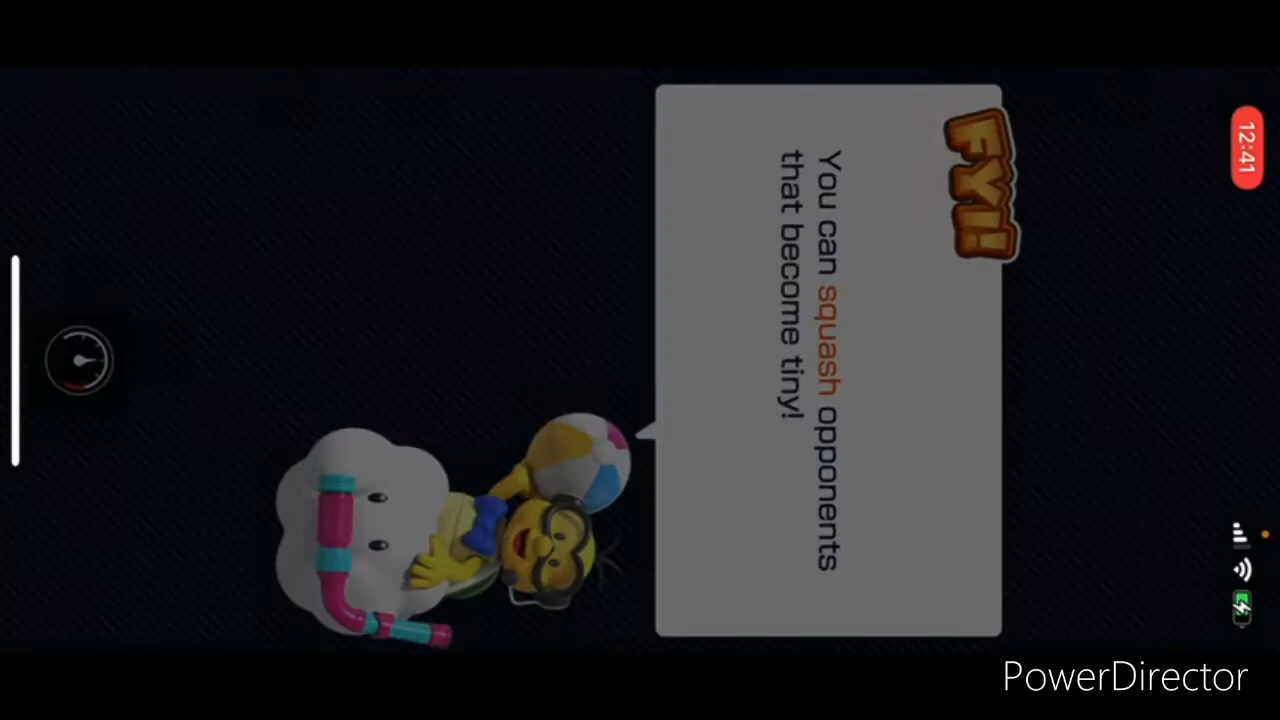 12:41
FYI!
You can squash opponents
that become tiny!
PowerDirector